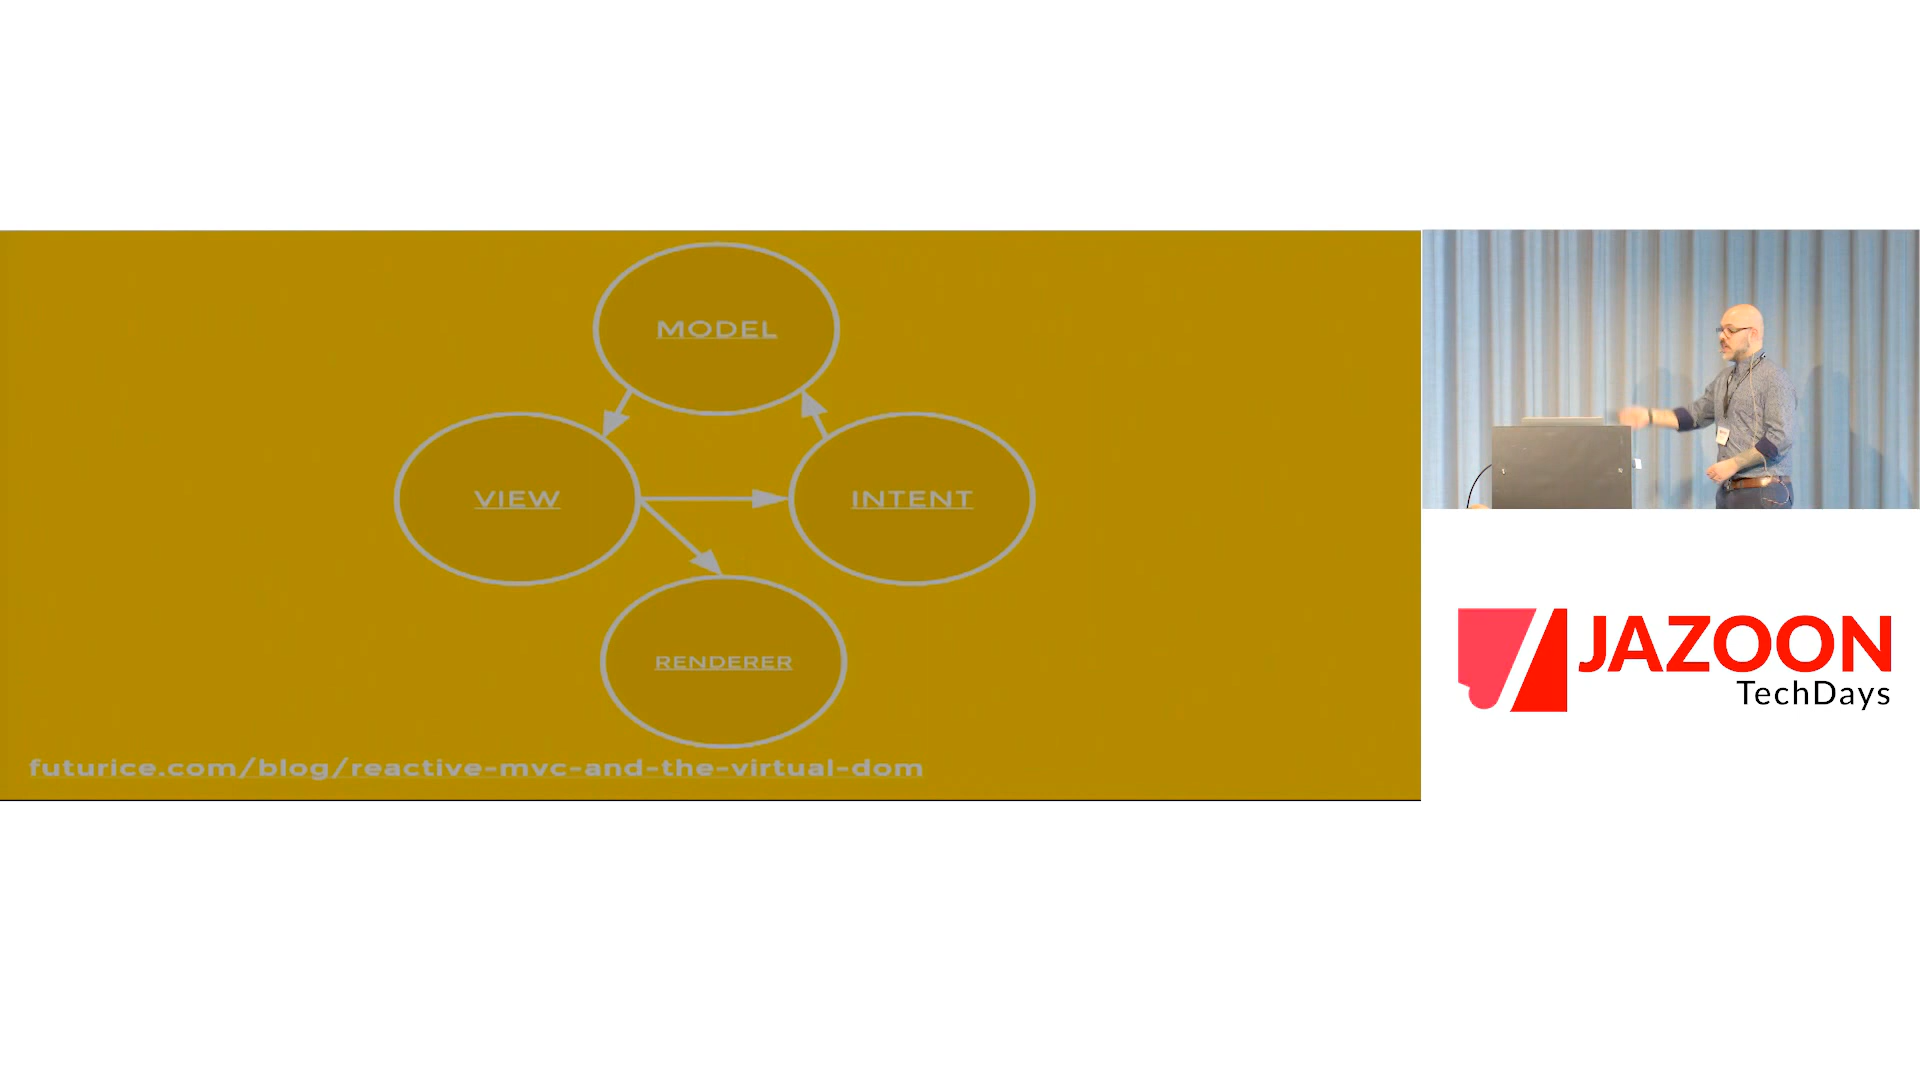 MODEL
VIEW
INTENT
RENDERER
futurice.com/blog/reactive-mvc-and-the-virtual-dom
JAZOON
TechDays